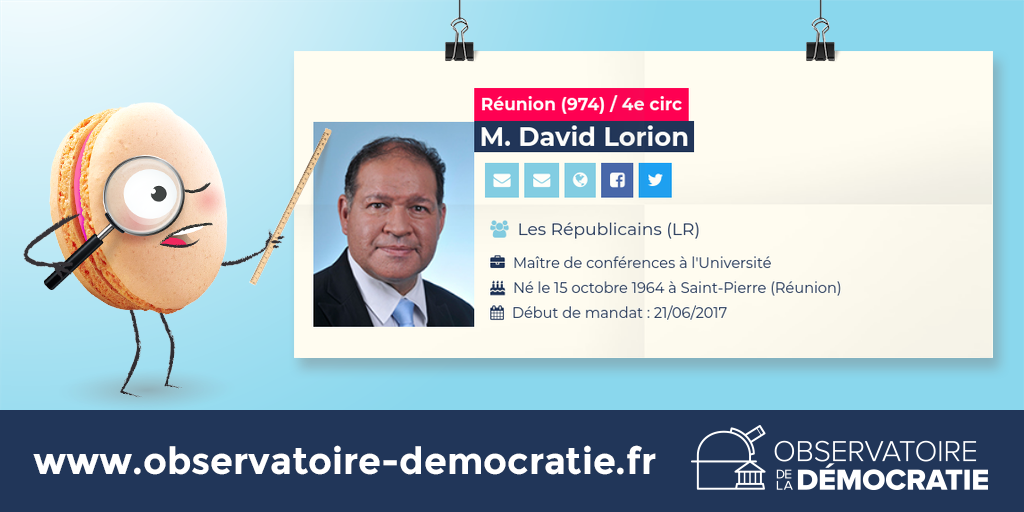 Réunion (974) / 4e circ
M. David Lorion
Les Républicains (LR)
Maître de conférences à l'Université
Né le 15 octobre 1964 à Saint-Pierre (Réunion)
Début de mandat : 21/06/2017
www.observatoire-democratie.fr
OBSERVATOIRE
DE LA DÉMOCRATIE